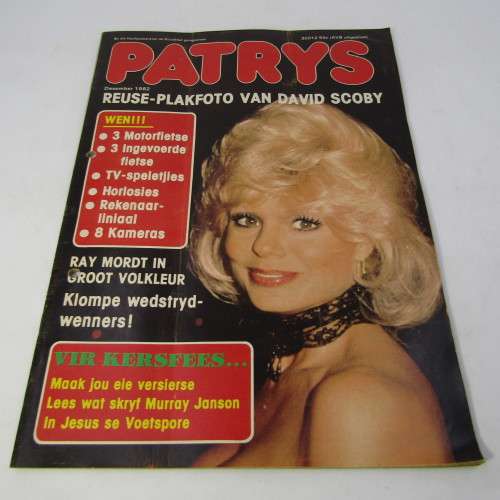 PATRYS
Desember 1982
REUSE-PLAKFOTO VAN DAVID SCOBY
WEN!!!
3 Motorfietse
3 Ingevoerde
fietse
TV-speletjies
Horlosies
Rekenaar-
liniaal
8 Kameras
RAY MORDT IN
GROOT VOLKLEUR
Klompe wedstryd-
wenners!
VIR KERSFEES...
Maak jou eie versierse
Lees wat skryf Murray Janson
In Jesus se Voetspore